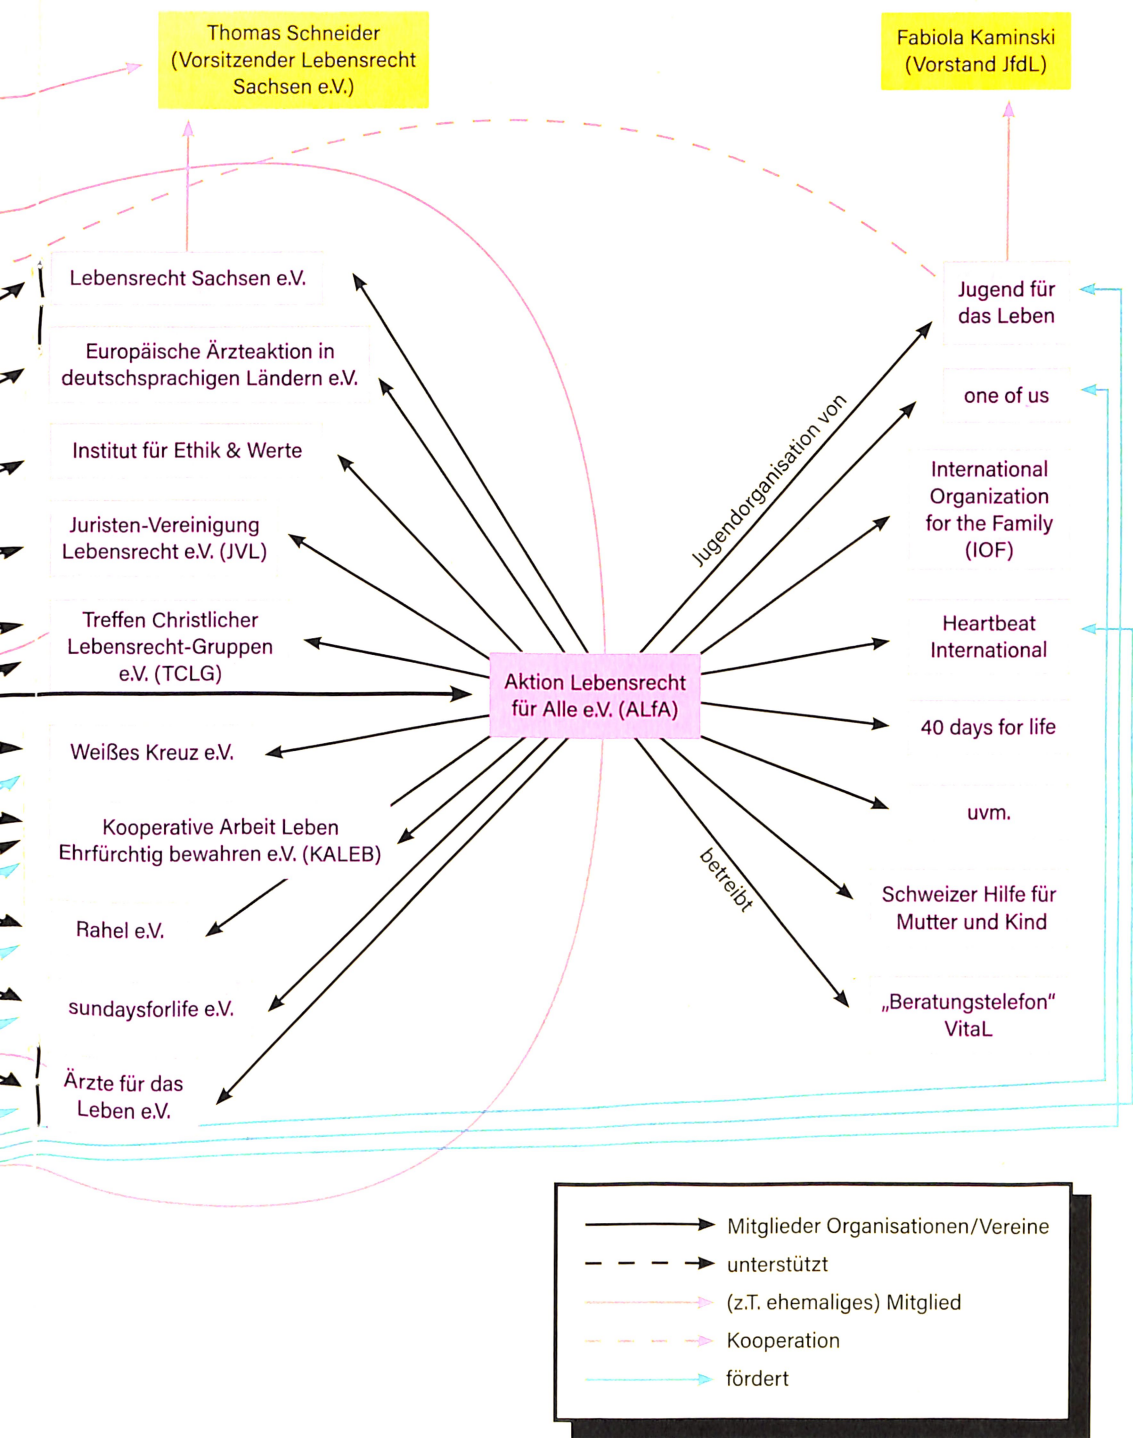 Thomas Schneider
(Vorsitzender Lebensrecht
Sachsen e.V.)
Fabiola Kaminski
(Vorstand JfdL)
Lebensrecht Sachsen e.V.
Europäische Ärzteaktion in
deutschsprachigen Ländern e.V.
Institut für Ethik & Werte
Juristen-Vereinigung
Lebensrecht e.V. (JVL)
Treffen Christlicher
Lebensrecht-Gruppen
e.V. (TCLG)
Weißes Kreuz e.V.
Kooperative Arbeit Leben
Ehrfürchtig bewahren e.V. (KALEB)
Rahel e.V.
sundaysforlife e.V.
Ärzte für das
Leben e.V.
Aktion Lebensrecht
für Alle e.V. (ALfA)
Jugendorganisation von
betreibt
Jugend für
das Leben
one of us
International
Organization
for the Family
(IOF)
Heartbeat
International
40 days for life
uvm.
Schweizer Hilfe für
Mutter und Kind
„Beratungstelefon“
VitaL
Mitglieder Organisationen/Vereine
unterstützt
(z.T. ehemaliges) Mitglied
Kooperation
fördert